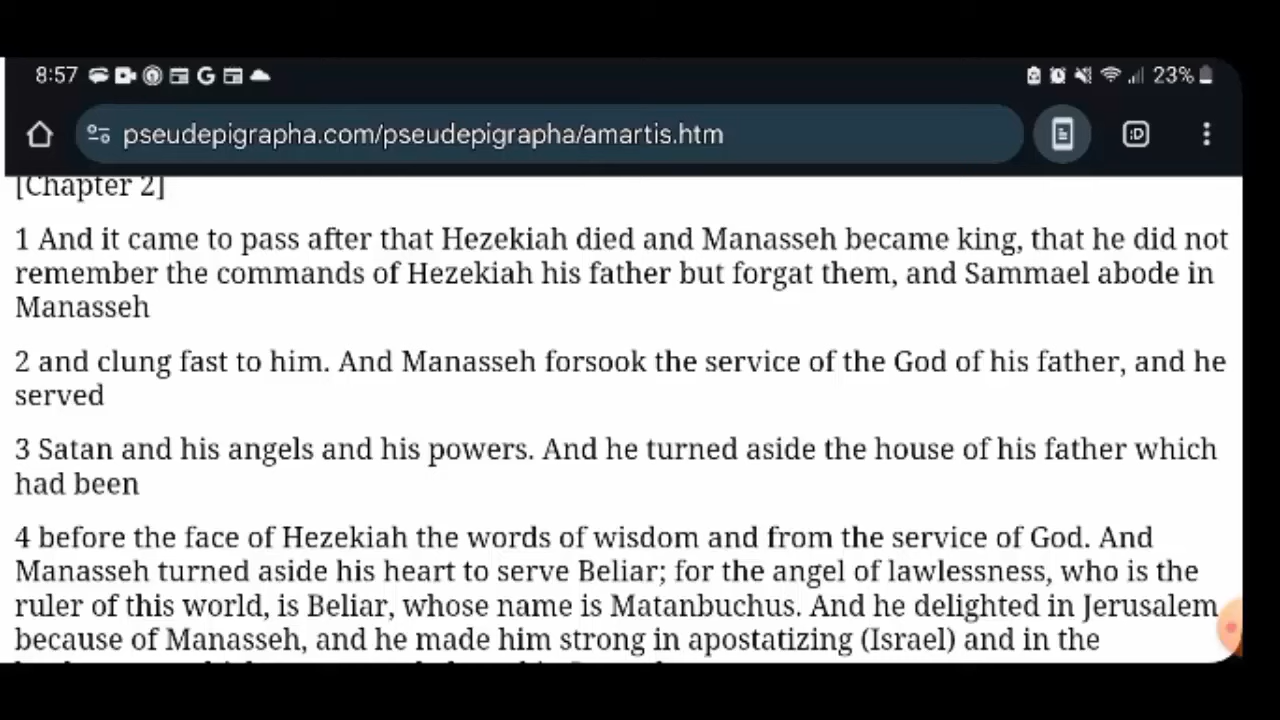 8:57 23%
pseudepigrapha.com/pseudepigrapha/amartis.htm :D
[Chapter 2]
1 And it came to pass after that Hezekiah died and Manasseh became king, that he did not
remember the commands of Hezekiah his father but forgat them, and Sammael abode in
Manasseh
2 and clung fast to him. And Manasseh forsook the service of the God of his father, and he
served
3 Satan and his angels and his powers. And he turned aside the house of his father which
had been
4 before the face of Hezekiah the words of wisdom and from the service of God. And
Manasseh turned aside his heart to serve Beliar; for the angel of lawlessness, who is the
ruler of this world, is Beliar, whose name is Matanbuchus. And he delighted in Jerusalem
because of Manasseh, and he made him strong in apostatizing (Israel) and in the